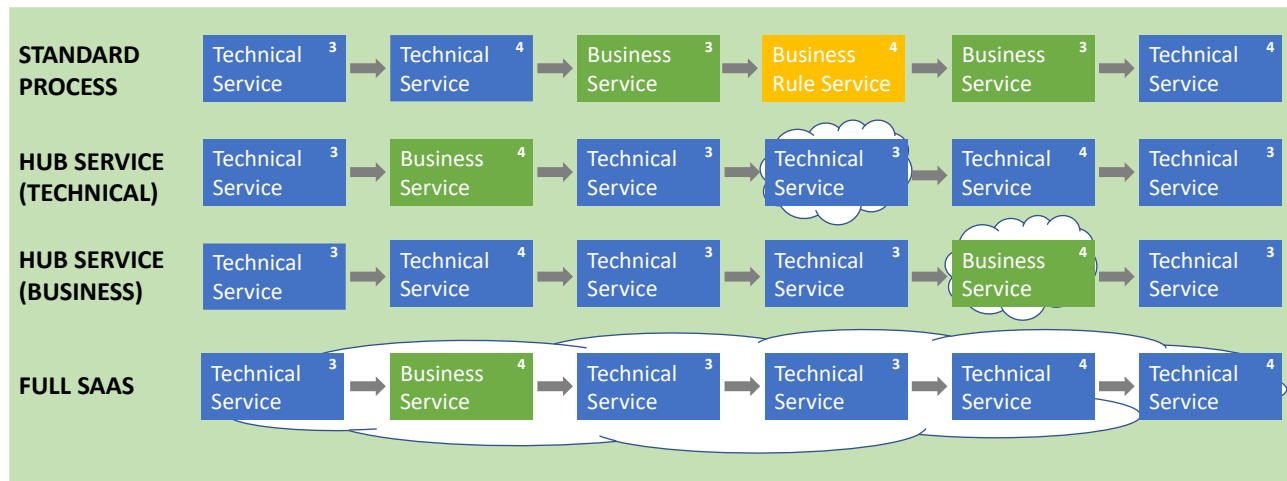 STANDARD
PROCESS
Technical 3
Service
Technical 4
Service
Business 3
Service
Business 4
Rule Service
Business 3
Service
Technical 4
Service
HUB SERVICE
(TECHNICAL)
Technical 3
Service
Business 4
Service
Technical 3
Service
Technical 3
Service
Technical 4
Service
Technical 3
Service
HUB SERVICE
(BUSINESS)
Technical 3
Service
Technical 4
Service
Technical 3
Service
Technical 3
Service
Business 4
Service
Technical 3
Service
FULL SAAS
Technical 3
Service
Business 4
Service
Technical 3
Service
Technical 3
Service
Technical 4
Service
Technical 4
Service